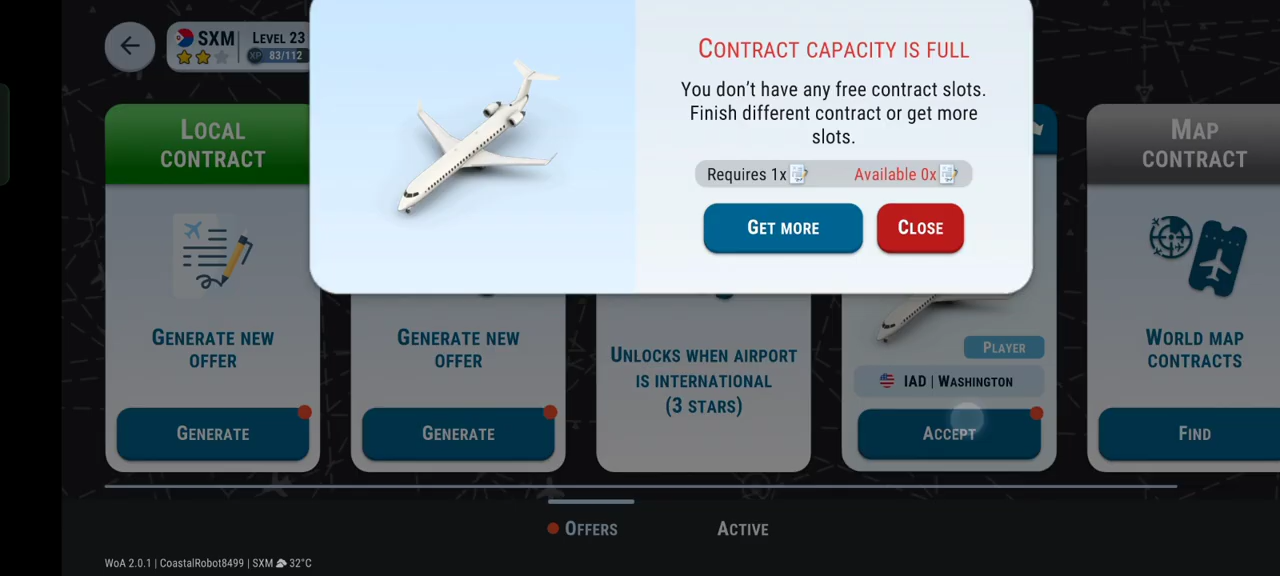 SXM
LEVEL 23
XP 83/112
CONTRACT CAPACITY IS FULL
You don't have any free contract slots.
Finish different contract or get more
slots.
Requires 1x
Available 0x
GET MORE
CLOSE
LOCAL
CONTRACT
GENERATE NEW
OFFER
GENERATE
GENERATE NEW
OFFER
GENERATE
UNLOCKS WHEN AIRPORT
IS INTERNATIONAL
(3 STARS)
PLAYER
IAD | WASHINGTON
ACCEPT
MAP
CONTRACT
WORLD MAP
CONTRACTS
FIND
OFFERS
ACTIVE
WoA 2.0.1 | CoastalRobot8499 | SXM 32°C